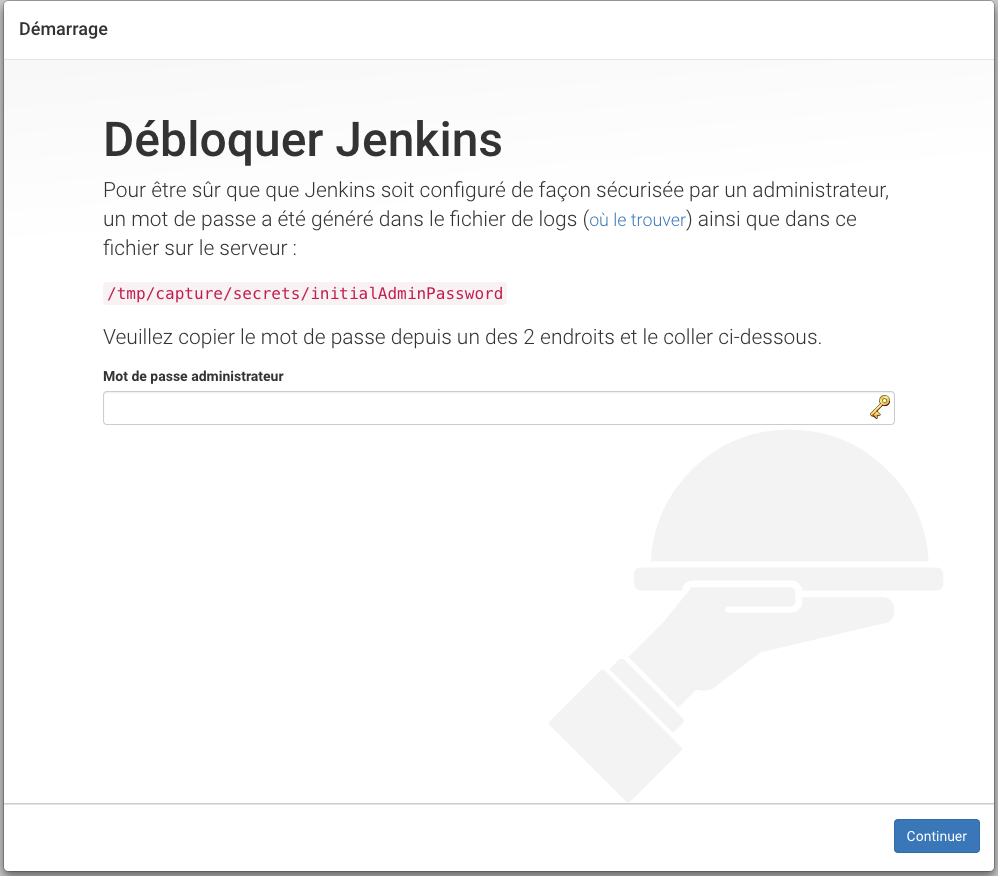 Démarrage
Débloquer Jenkins
Pour être sûr que que Jenkins soit configuré de façon sécurisée par un administrateur,
un mot de passe a été généré dans le fichier de logs (où le trouver) ainsi que dans ce
fichier sur le serveur :
/tmp/capture/secrets/initialAdminPassword
Veuillez copier le mot de passe depuis un des 2 endroits et le coller ci-dessous.
Mot de passe administrateur
Continuer